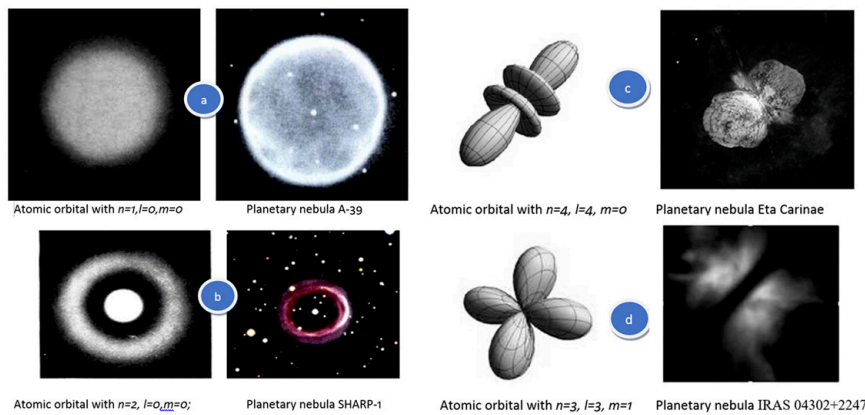 a
c
Atomic orbital with n=1,l=0,m=0
Planetary nebula A-39
Atomic orbital with n=4, l=4, m=0
Planetary nebula Eta Carinae
b
d
Atomic orbital with n=2, l=0,m=0;
Planetary nebula SHARP-1
Atomic orbital with n=3, l=3, m=1
Planetary nebula IRAS 04302+2247